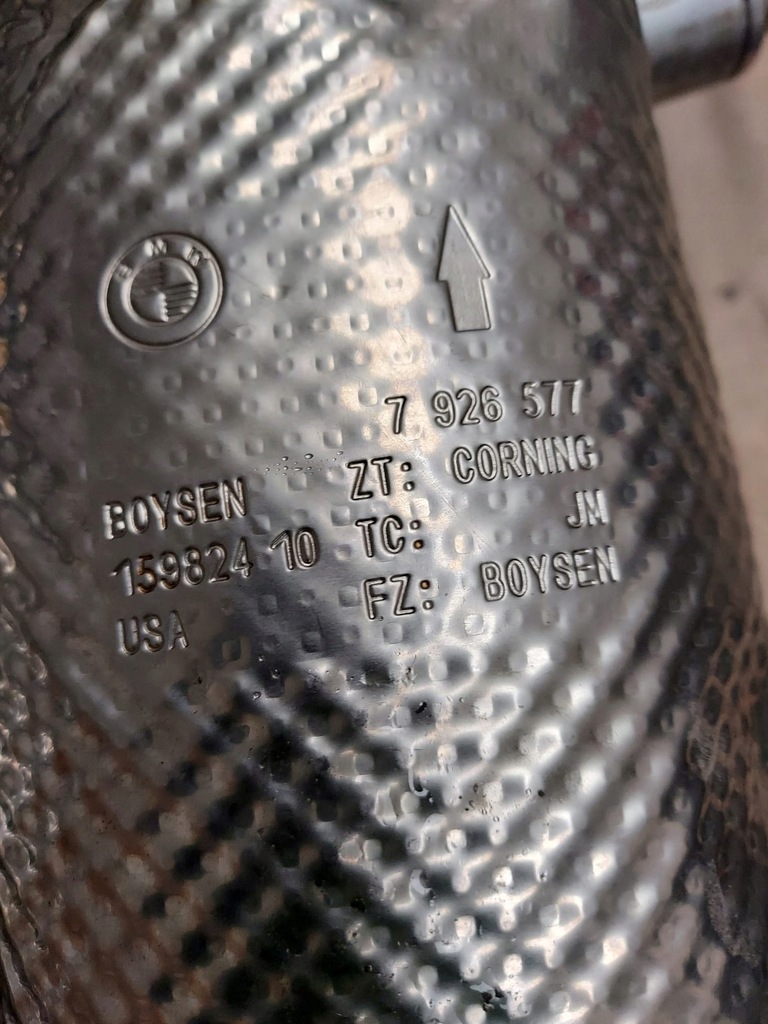 BMW
7 926 577
ZT: CORNING
TC: JM
FZ: BOYSEN
BOYSEN
159824 10
USA